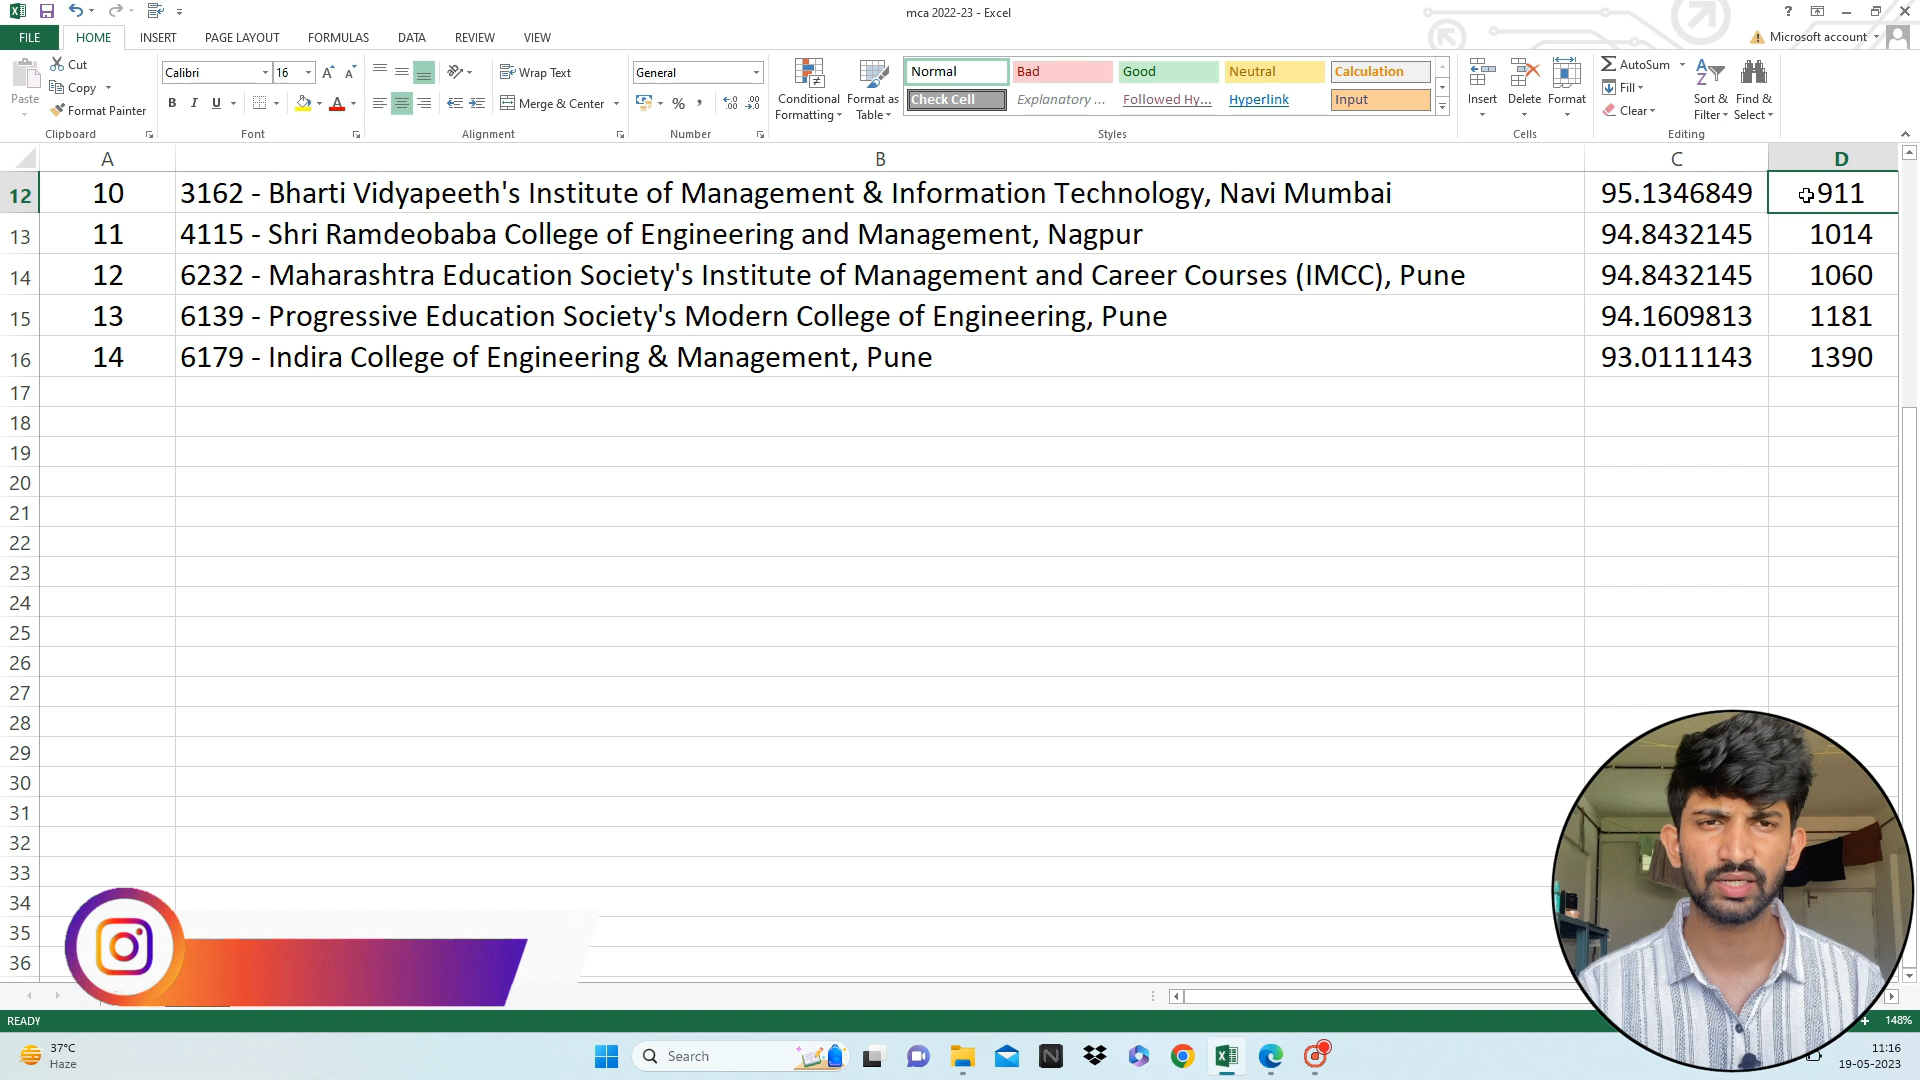 mca 2022-23 - Excel
FILE HOME INSERT PAGE LAYOUT FORMULAS DATA REVIEW VIEW Microsoft account
Paste Cut Copy Format Painter Clipboard
Calibri 16 B I U Font
Wrap Text Merge & Center Alignment
General % Number
Conditional Formatting Format as Table
Normal Bad Good Neutral Calculation
Check Cell Explanatory ... Followed Hy... Hyperlink Input
Styles
Insert Delete Format Cells
AutoSum Fill Clear Sort & Filter Find & Select Editing
A B C D
12 10 3162 - Bharti Vidyapeeth's Institute of Management & Information Technology, Navi Mumbai 95.1346849 911
13 11 4115 - Shri Ramdeobaba College of Engineering and Management, Nagpur 94.8432145 1014
14 12 6232 - Maharashtra Education Society's Institute of Management and Career Courses (IMCC), Pune 94.8432145 1060
15 13 6139 - Progressive Education Society's Modern College of Engineering, Pune 94.1609813 1181
16 14 6179 - Indira College of Engineering & Management, Pune 93.0111143 1390
17
18
19
20
21
22
23
24
25
26
27
28
29
30
31
32
33
34
35
36
READY 148%
37°C
Haze
Search
11:16
19-05-2023